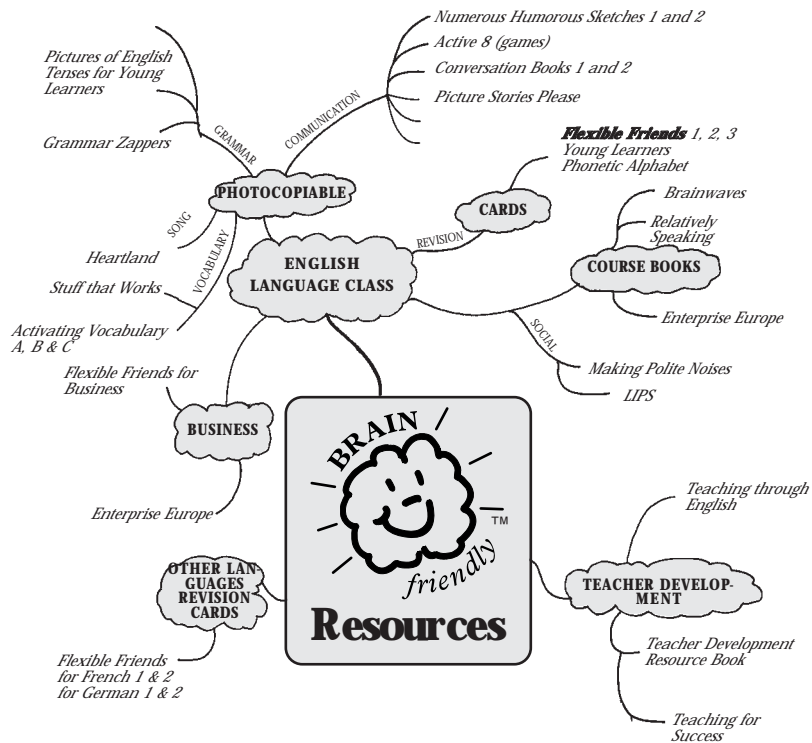 Numerous Humorous Sketches 1 and 2
Active 8 (games)
Conversation Books 1 and 2
Picture Stories Please
COMMUNICATION
Pictures of English
Tenses for Young
Learners
Grammar Zappers
GRAMMAR
PHOTOCOPIABLE
SONG
Heartland
VOCABULARY
Stuff that Works
Activating Vocabulary
A, B & C
Flexible Friends 1, 2, 3
Young Learners
Phonetic Alphabet
CARDS
REVISION
ENGLISH
LANGUAGE CLASS
Brainwaves
Relatively
Speaking
COURSE BOOKS
Enterprise Europe
SOCIAL
Making Polite Noises
LIPS
Flexible Friends for
Business
BUSINESS
Enterprise Europe
BRAIN
friendly
TM
Resources
OTHER LAN-
GUAGES
REVISION
CARDS
Flexible Friends
for French 1 & 2
for German 1 & 2
Teaching through
English
TEACHER DEVELOP-
MENT
Teacher Development
Resource Book
Teaching for
Success